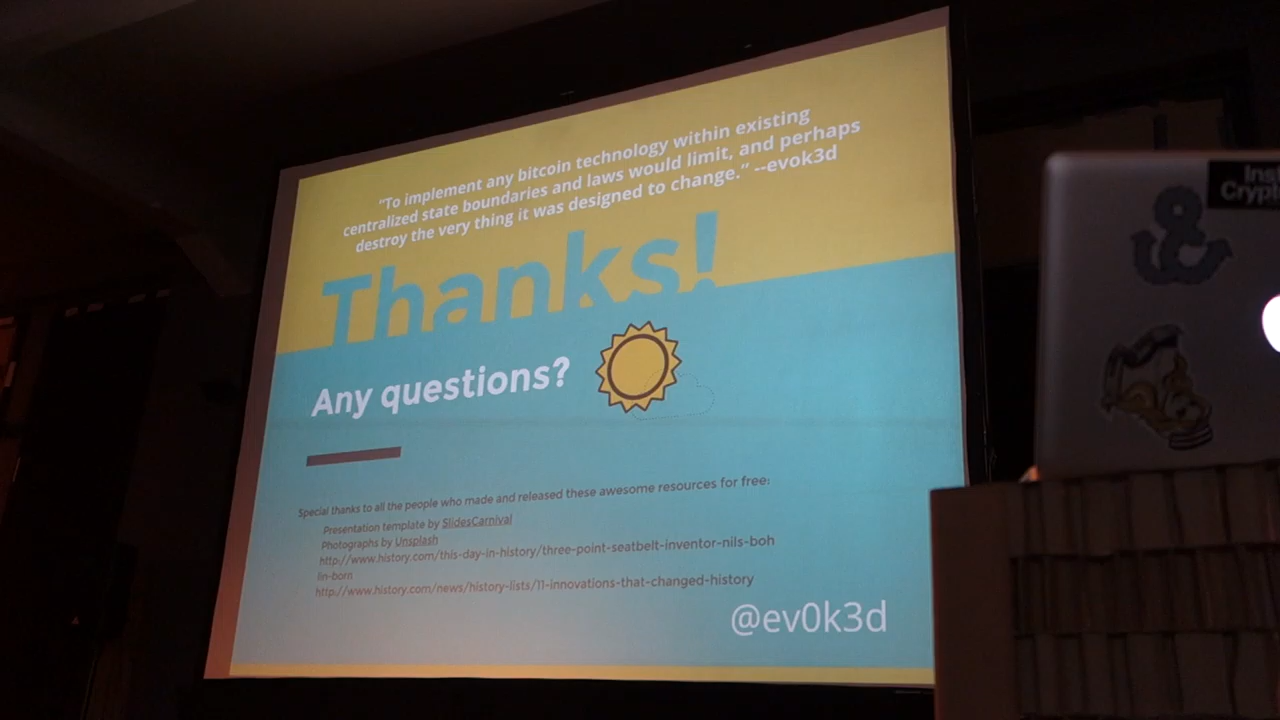 “To implement any bitcoin technology within existing
centralized state boundaries and laws would limit, and perhaps
destroy the very thing it was designed to change.” --evok3d
Thanks!
Any questions?
Special thanks to all the people who made and released these awesome resources for free:
Presentation template by SlidesCarnival
Photographs by Unsplash
http://www.history.com/this-day-in-history/three-point-seatbelt-inventor-nils-boh
lin-born
http://www.history.com/news/history-lists/11-innovations-that-changed-history
@ev0k3d